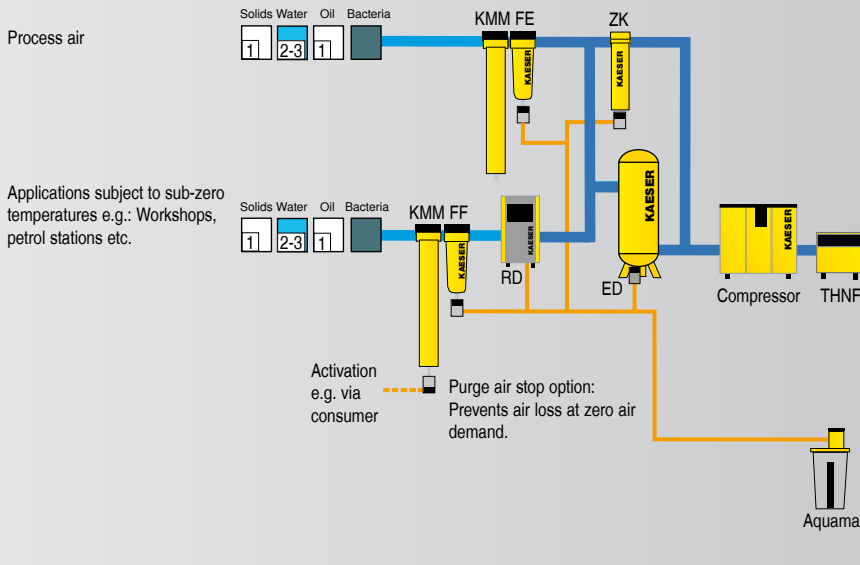 Solids Water Oil Bacteria
KMM FE
ZK
Process air
1 2-3 1
KAESER
KAESER
Applications subject to sub-zero
temperatures e.g.: Workshops,
petrol stations etc.
Solids Water Oil Bacteria
1 2-3 1
KMM FF
KAESER
KAESER
KAESER
KAESER
RD
ED
Compressor
THNF
Activation
e.g. via
consumer
Purge air stop option:
Prevents air loss at zero air
demand.
Aquama